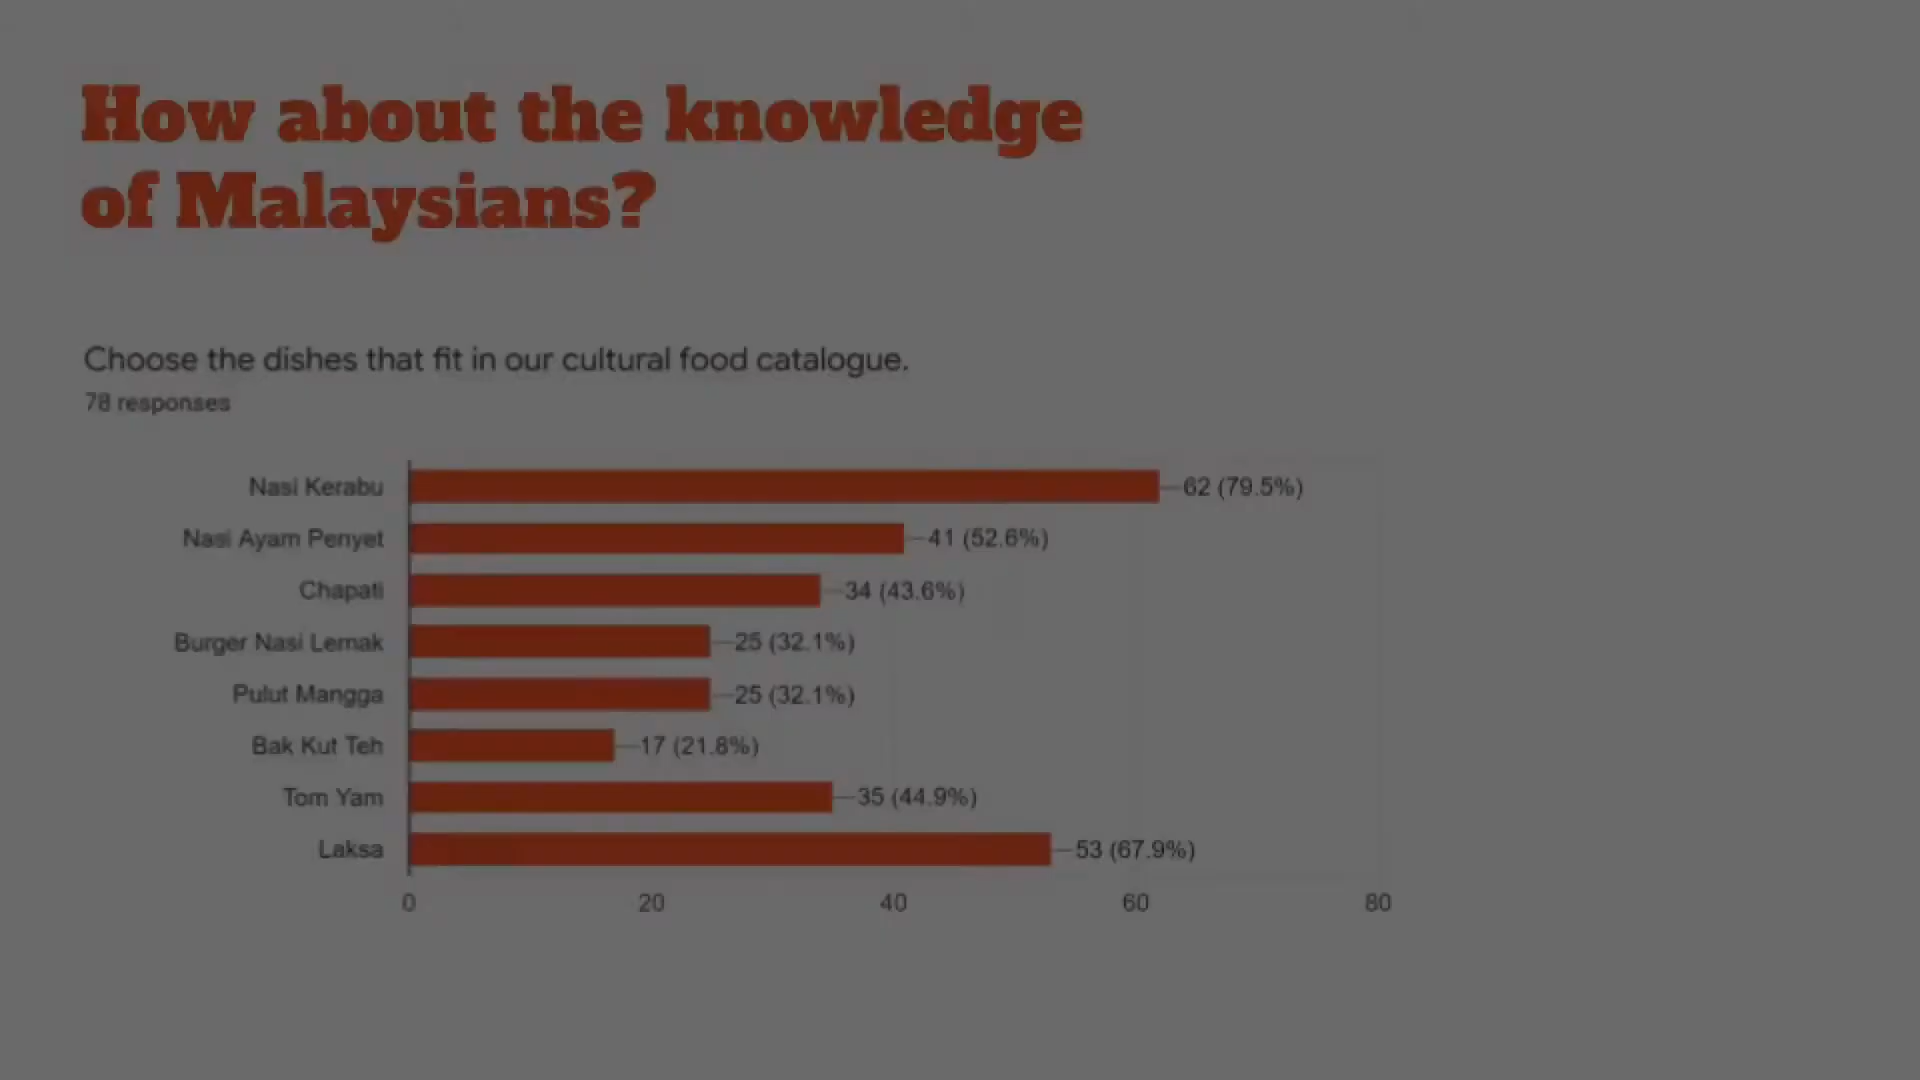 How about the knowledge
of Malaysians?
Choose the dishes that fit in our cultural food catalogue.
78 responses
Nasi Kerabu 62 (79.5%)
Nasi Ayam Penyet 41 (52.6%)
Chapati 34 (43.6%)
Burger Nasi Lemak 25 (32.1%)
Pulut Mangga 25 (32.1%)
Bak Kut Teh 17 (21.8%)
Tom Yam 35 (44.9%)
Laksa 53 (67.9%)
0 20 40 60 80